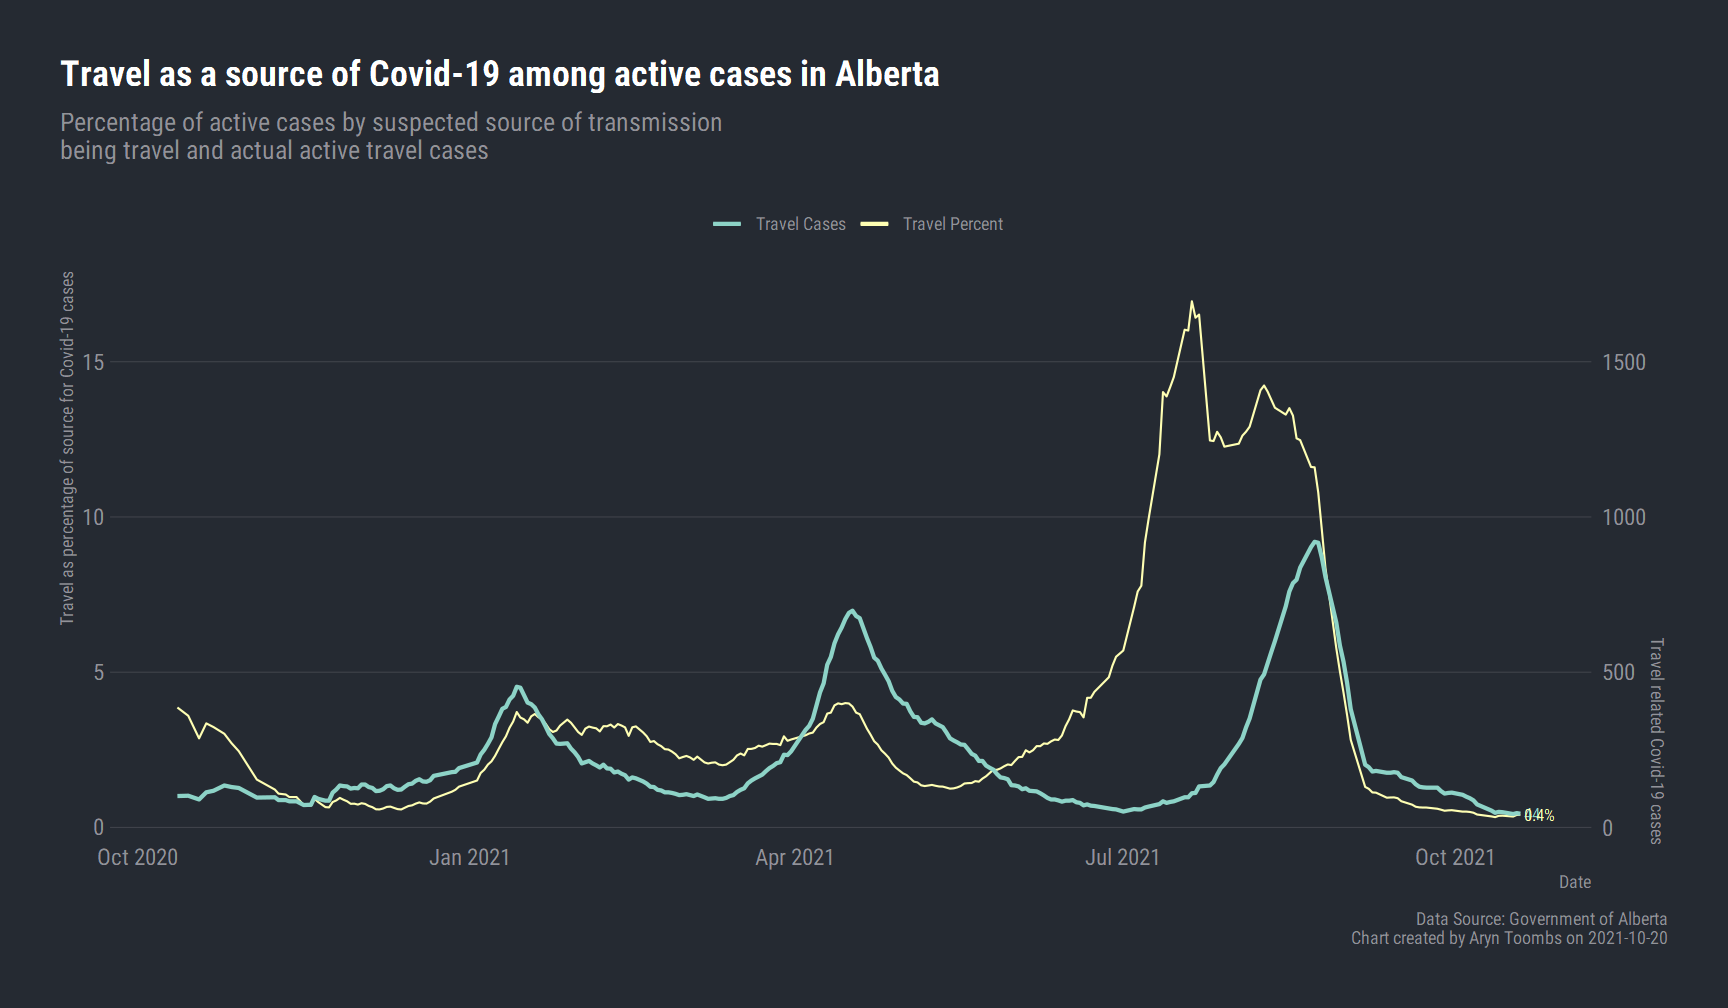 Travel as a source of Covid-19 among active cases in Alberta
Percentage of active cases by suspected source of transmission
being travel and actual active travel cases
Travel Cases
Travel Percent
Travel as percentage of source for Covid-19 cases
15
10
5
0
1500
1000
500
0
Travel related Covid-19 cases
0.4%
Oct 2020
Jan 2021
Apr 2021
Jul 2021
Oct 2021
Date
Data Source: Government of Alberta
Chart created by Aryn Toombs on 2021-10-20